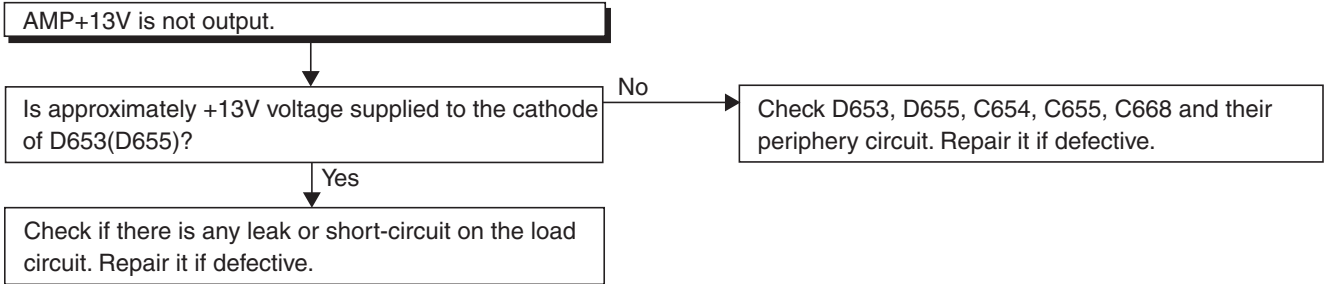 AMP+13V is not output.
Is approximately +13V voltage supplied to the cathode
of D653(D655)?
No
Check D653, D655, C654, C655, C668 and their
periphery circuit. Repair it if defective.
Yes
Check if there is any leak or short-circuit on the load
circuit. Repair it if defective.